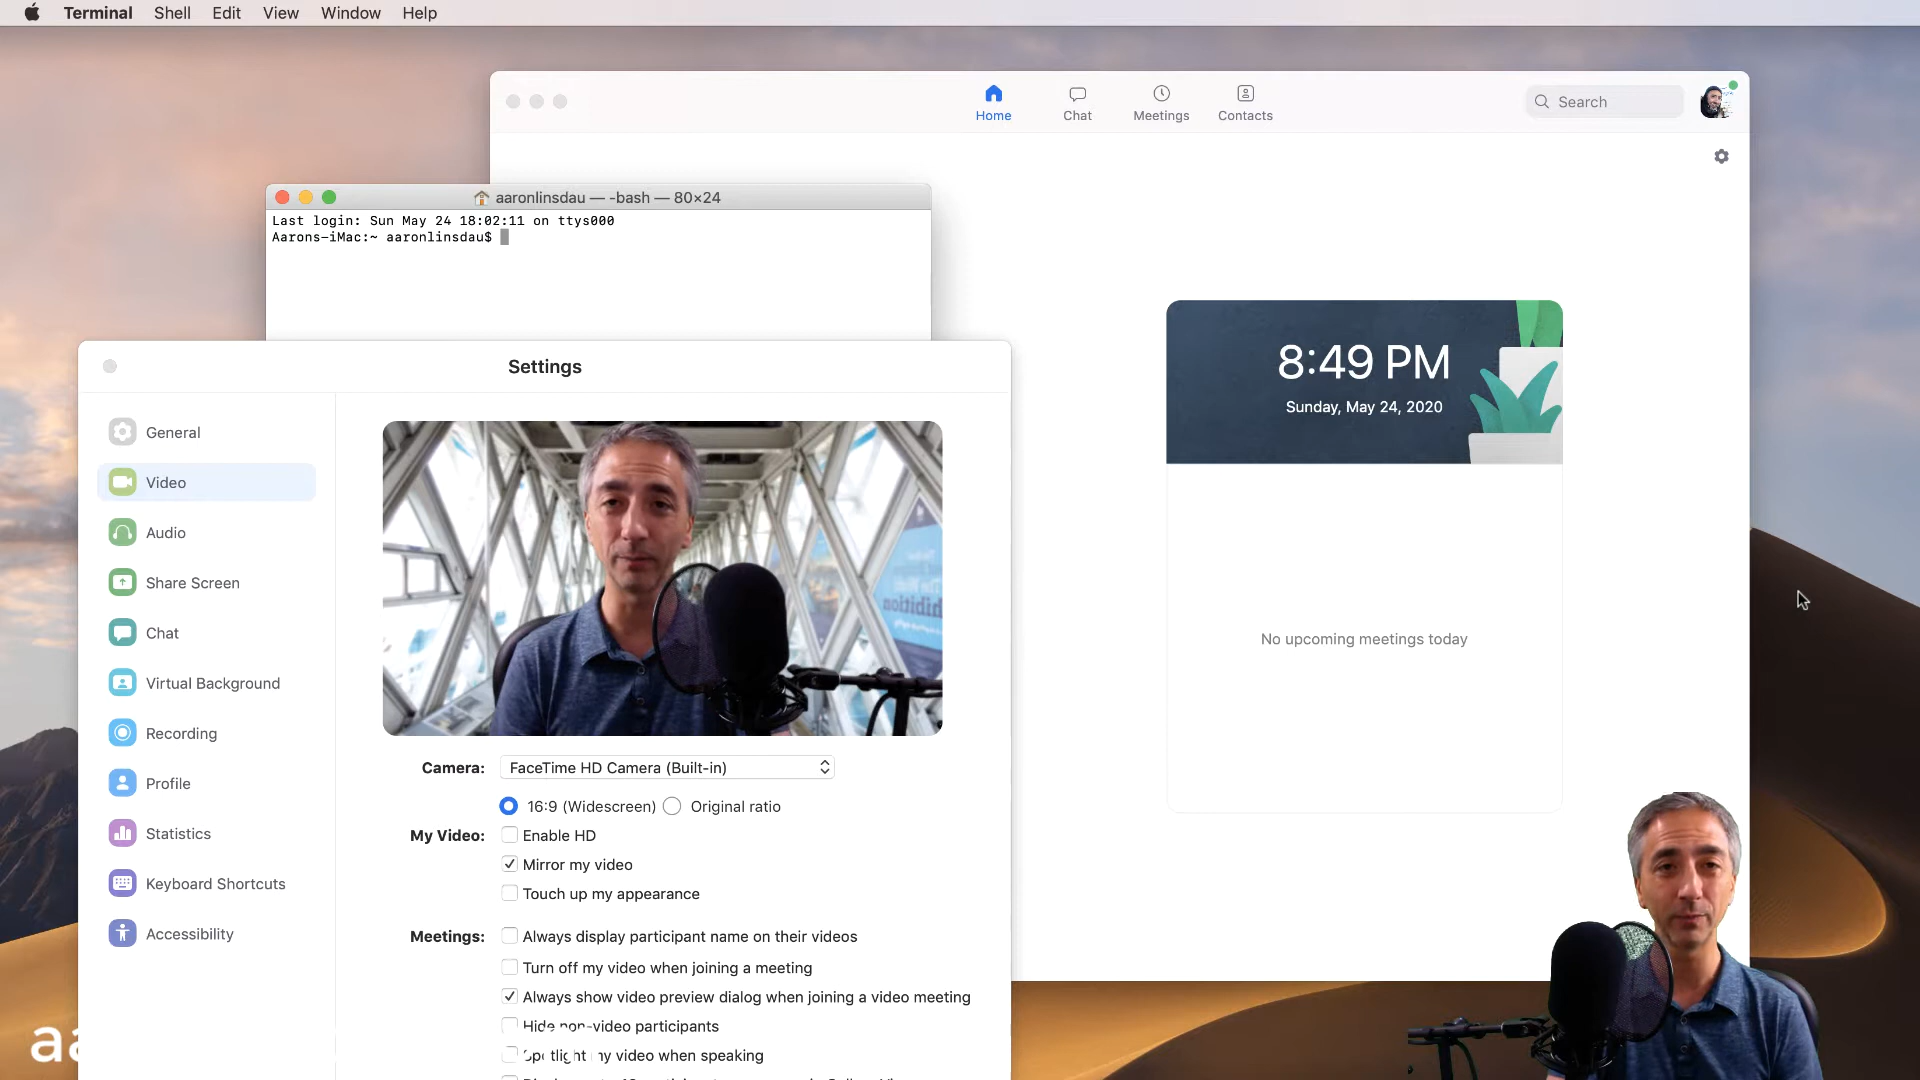 Terminal Shell Edit View Window Help
Home Chat Meetings Contacts
Search
aaronlinsdau — -bash — 80×24
Last login: Sun May 24 18:02:11 on ttys000
Aarons-iMac:~ aaronlinsdau$
8:49 PM
Sunday, May 24, 2020
No upcoming meetings today
Settings
General
Video
Audio
Share Screen
Chat
Virtual Background
Recording
Profile
Statistics
Keyboard Shortcuts
Accessibility
Camera: FaceTime HD Camera (Built-in)
16:9 (Widescreen) Original ratio
My Video: Enable HD
Mirror my video
Touch up my appearance
Meetings: Always display participant name on their videos
Turn off my video when joining a meeting
Always show video preview dialog when joining a video meeting
Hide non-video participants
Spotlight my video when speaking